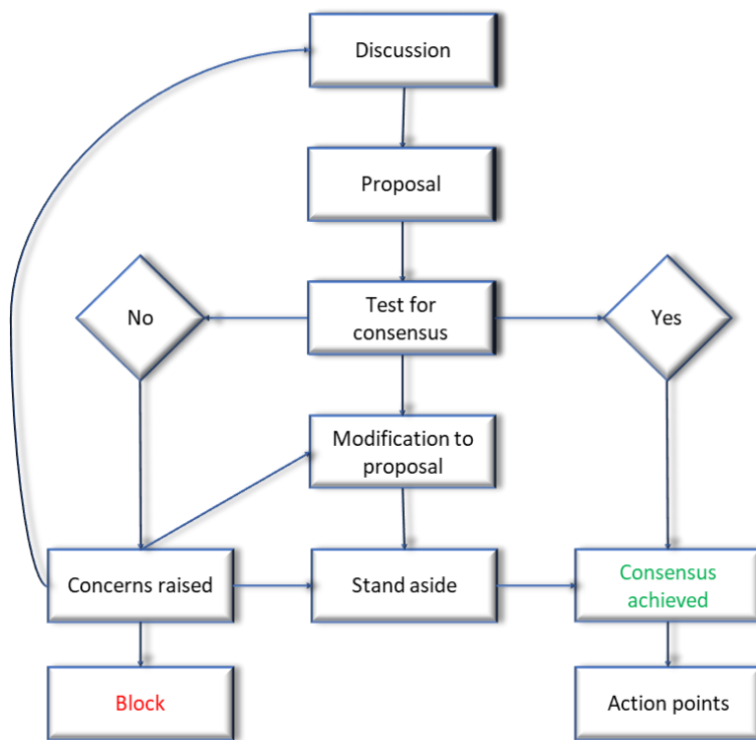 Discussion
Proposal
No
Test for
consensus
Yes
Modification to
proposal
Concerns raised
Stand aside
Consensus
achieved
Block
Action points